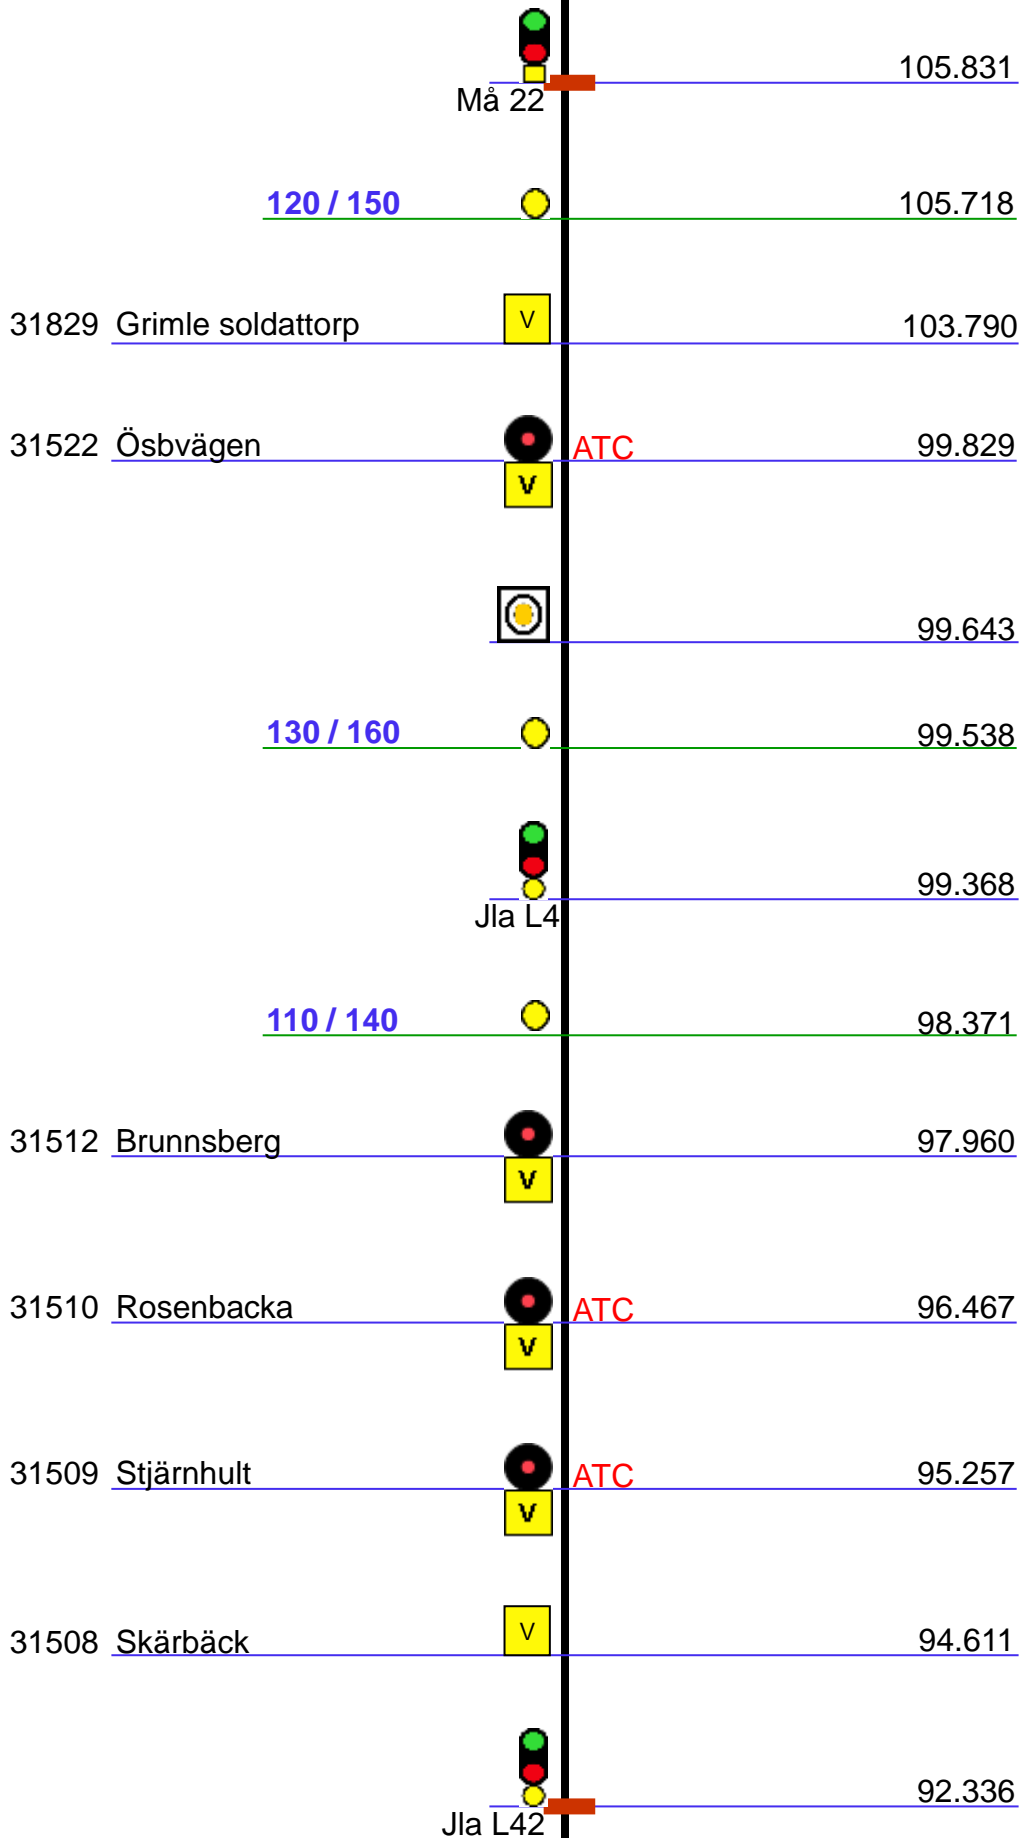 105.831
Må 22
120 / 150 105.718
31829 Grimle soldattorp V 103.790
31522 Ösbvägen ATC 99.829
V
99.643
130 / 160 99.538
99.368
Jla L4
110 / 140 98.371
31512 Brunnsberg 97.960
V
31510 Rosenbacka ATC 96.467
V
31509 Stjärnhult ATC 95.257
V
31508 Skärbäck V 94.611
92.336
Jla L42